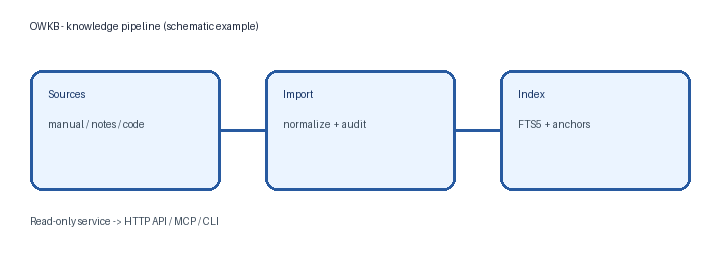 OWKB - knowledge pipeline (schematic example)
Sources
manual / notes / code
Import
normalize + audit
Index
FTS5 + anchors
Read-only service -> HTTP API / MCP / CLI